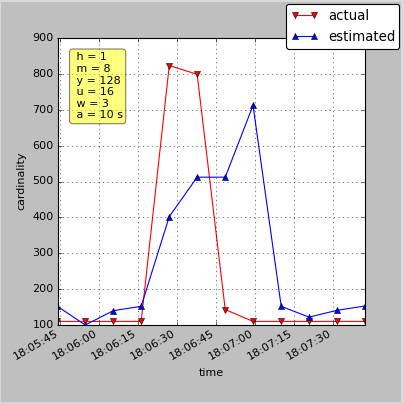 actual
estimated
900
800
700
600
500
400
300
200
100
cardinality
h = 1
m = 8
y = 128
u = 16
w = 3
a = 10 s
18:05:45
18:06:00
18:06:15
18:06:30
18:06:45
18:07:00
18:07:15
18:07:30
time